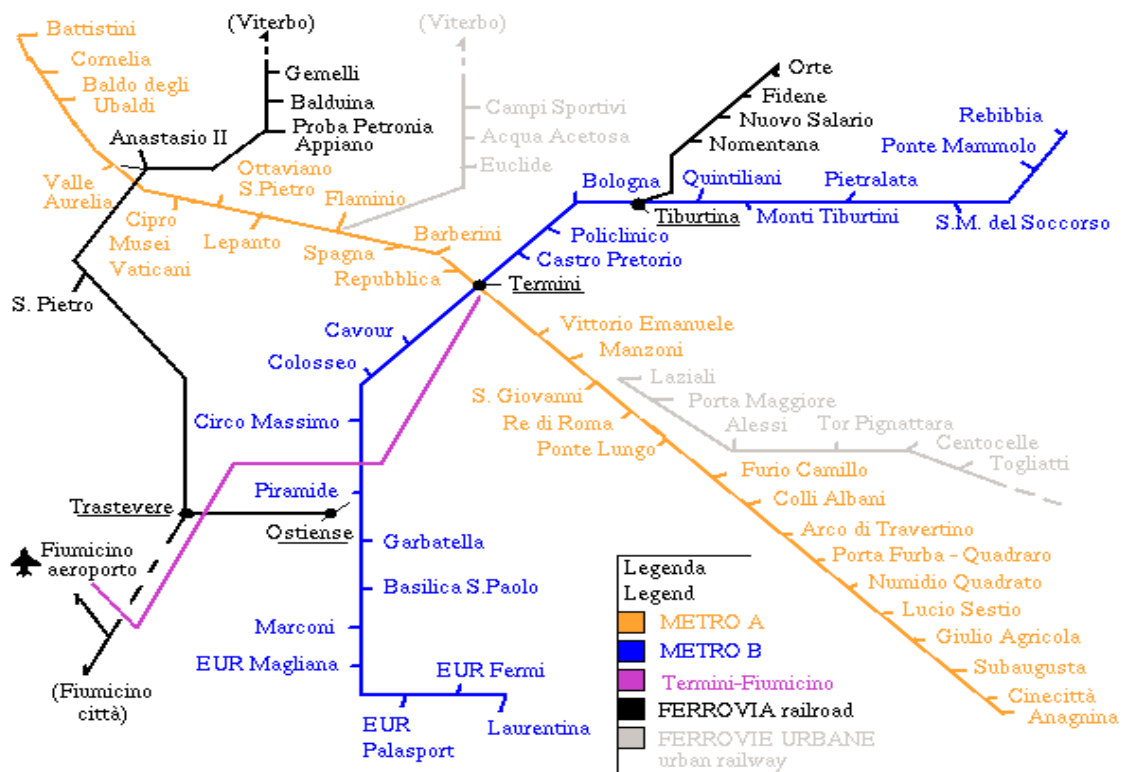 Battistini
Cornelia
Baldo degli
Ubaldi
Anastasio II
Valle
Aurelia
Cipro
Musei
Vaticani
S. Pietro
(Viterbo)
Gemelli
Balduina
Proba Petronia
Appiano
Ottaviano
S.Pietro
Lepanto
Flaminio
Spagna
Barberini
Repubblica
(Viterbo)
Campi Sportivi
Acqua Acetosa
Euclide
Orte
Fidene
Nuovo Salario
Nomentana
Rebibbia
Ponte Mammolo
Bologna
Quintiliani
Pietralata
Tiburtina
Monti Tiburtini
S.M. del Soccorso
Policlinico
Castro Pretorio
Termini
Cavour
Colosseo
Circo Massimo
Piramide
Trastevere
Ostiense
Fiumicino
aeroporto
(Fiumicino
città)
Garbatella
Basilica S.Paolo
Marconi
EUR Magliana
EUR Fermi
EUR
Palasport
Laurentina
Vittorio Emanuele
Manzoni
S. Giovanni
Re di Roma
Ponte Lungo
Laziali
Porta Maggiore
Alessi
Tor Pignattara
Centocelle
Togliatti
Furio Camillo
Colli Albani
Arco di Travertino
Porta Furba - Quadraro
Numidio Quadrato
Lucio Sestio
Giulio Agricola
Subaugusta
Cinecittà
Anagnina
Legenda
Legend
METRO A
METRO B
Termini-Fiumicino
FERROVIA railroad
FERROVIE URBANE
urban railway